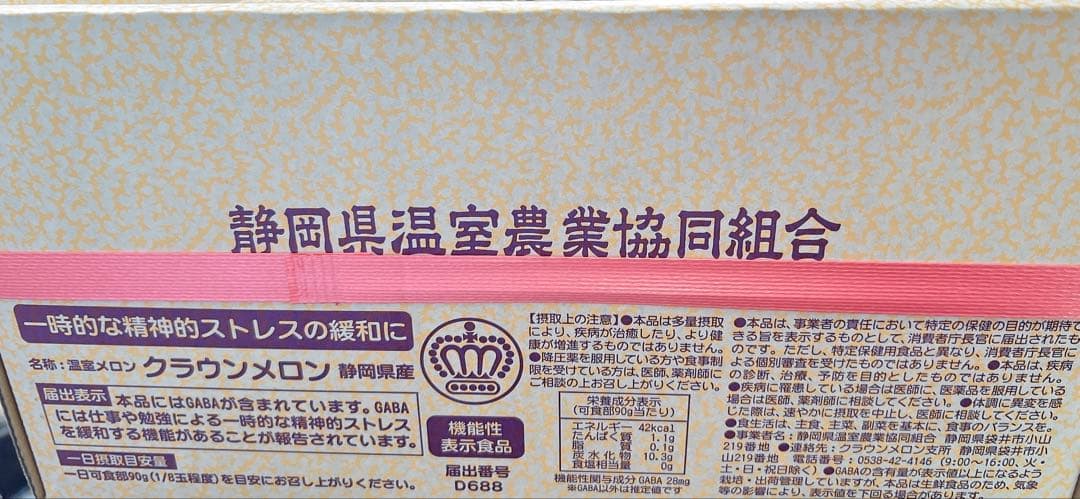 静岡県温室農業協同組合
一時的な精神的ストレスの緩和に
名称:温室メロン クラウンメロン 静岡県産
届出表示 本品にはGABAが含まれています。GABA
には仕事や勉強による一時的な精神的ストレス
を緩和する機能があることが報告されています。
一日摂取目安量
一日可食部90g(1/8玉程度)を目安にお召し上がりください。
機能性
表示食品
届出番号
D688
【摂取上の注意】●本品は多量摂取
により、疾病が治癒したり、より健
康が増進するものではありません。
●降圧薬を服用している方や食事制
限を受けている方は、医師、薬剤師に
ご相談の上お召し上がりください。
栄養成分表示
(可食部90g当たり)
エネルギー 42kcal
たんぱく質 1.1g
脂質 0.1g
炭水化物 10.3g
食塩相当量 0g
機能性関与成分 GABA 28mg
※GABA以外は推定値です
●本品は、事業者の責任において特定の保健の目的が期待で
きる旨を表示するものとして、消費者庁長官に届出されたも
のです。ただし、特定保健用食品と異なり、消費者庁長官に
よる個別審査を受けたものではありません。●本品は、疾病
の診断、治療、予防を目的としたものではありません。
●疾病に罹患している場合は医師に、医薬品を服用している
場合は医師、薬剤師に相談してください。●体調に異変を感
じた際は、速やかに摂取を中止し、医師に相談してください。
●食生活は、主食、主菜、副菜を基本に、食事のバランスを。
●事業者名:静岡県温室農業協同組合 静岡県袋井市小山
219番地 ●連絡先:クラウンメロン支所 静岡県袋井市小
山219番地 電話番号:0538-42-4146(9:00〜16:00、火・
土・日・祝日除く)●GABAの含有量が表示値以上になるよう
栽培・出荷管理していますが、本品は生鮮食品のため、気象
等の影響により、表示値を下回る場合があります。